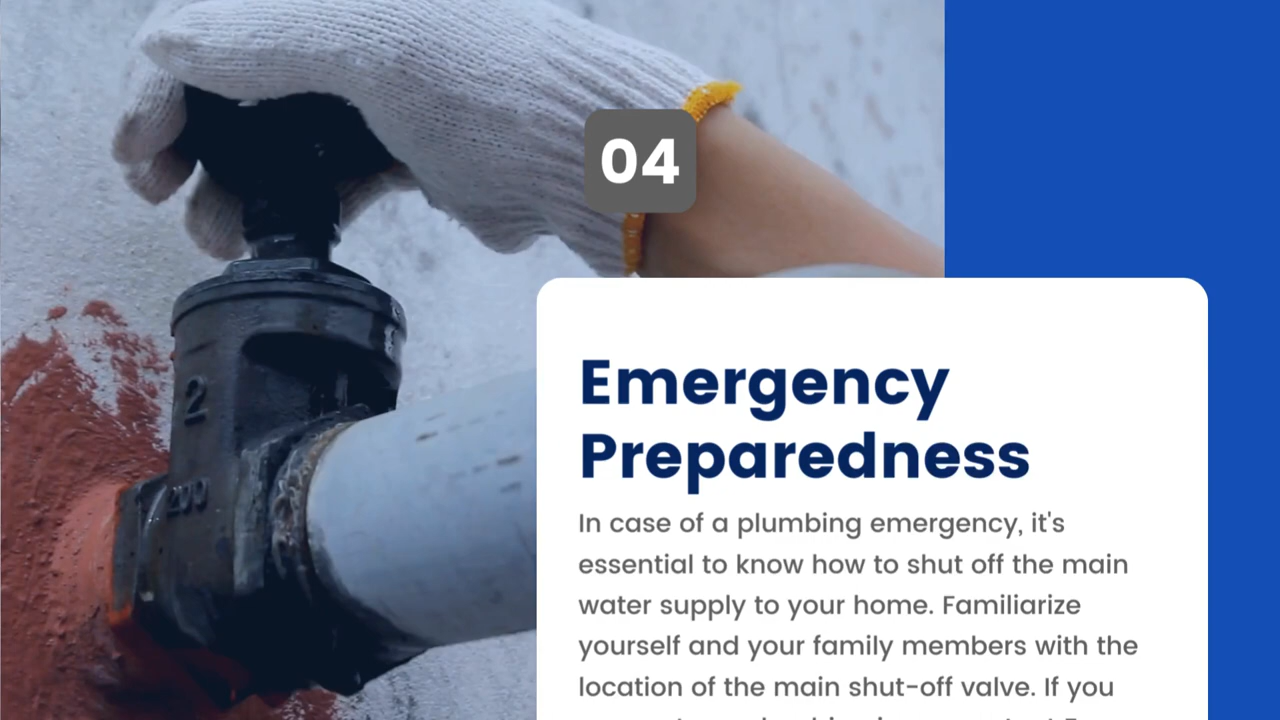 04
2
200
Emergency
Preparedness
In case of a plumbing emergency, it's
essential to know how to shut off the main
water supply to your home. Familiarize
yourself and your family members with the
location of the main shut-off valve. If you